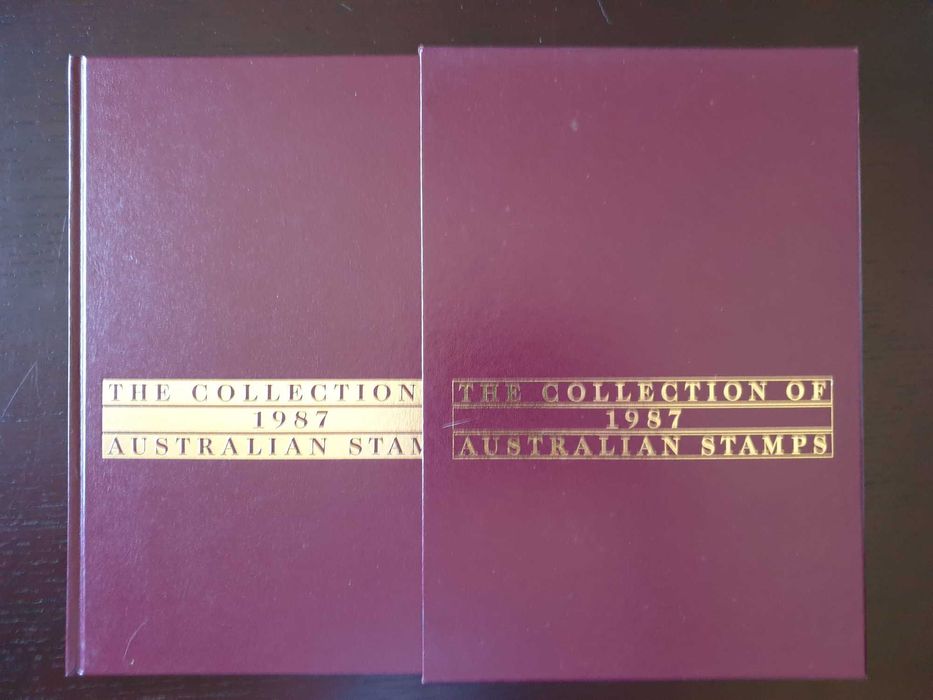 THE COLLECTION
1987
AUSTRALIAN STAM
THE COLLECTION OF
1987
AUSTRALIAN STAMPS